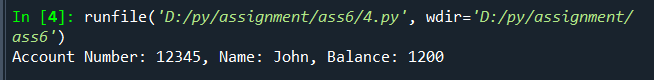 In [4]: runfile('D:/py/assignment/ass6/4.py', wdir='D:/py/assignment/
ass6')
Account Number: 12345, Name: John, Balance: 1200